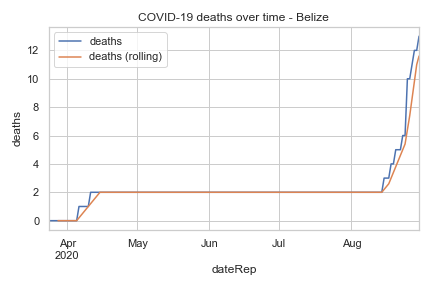 COVID-19 deaths over time - Belize
deaths
deaths (rolling)
12
10
8
6
4
2
0
deaths
Apr
2020
May
Jun
Jul
Aug
dateRep